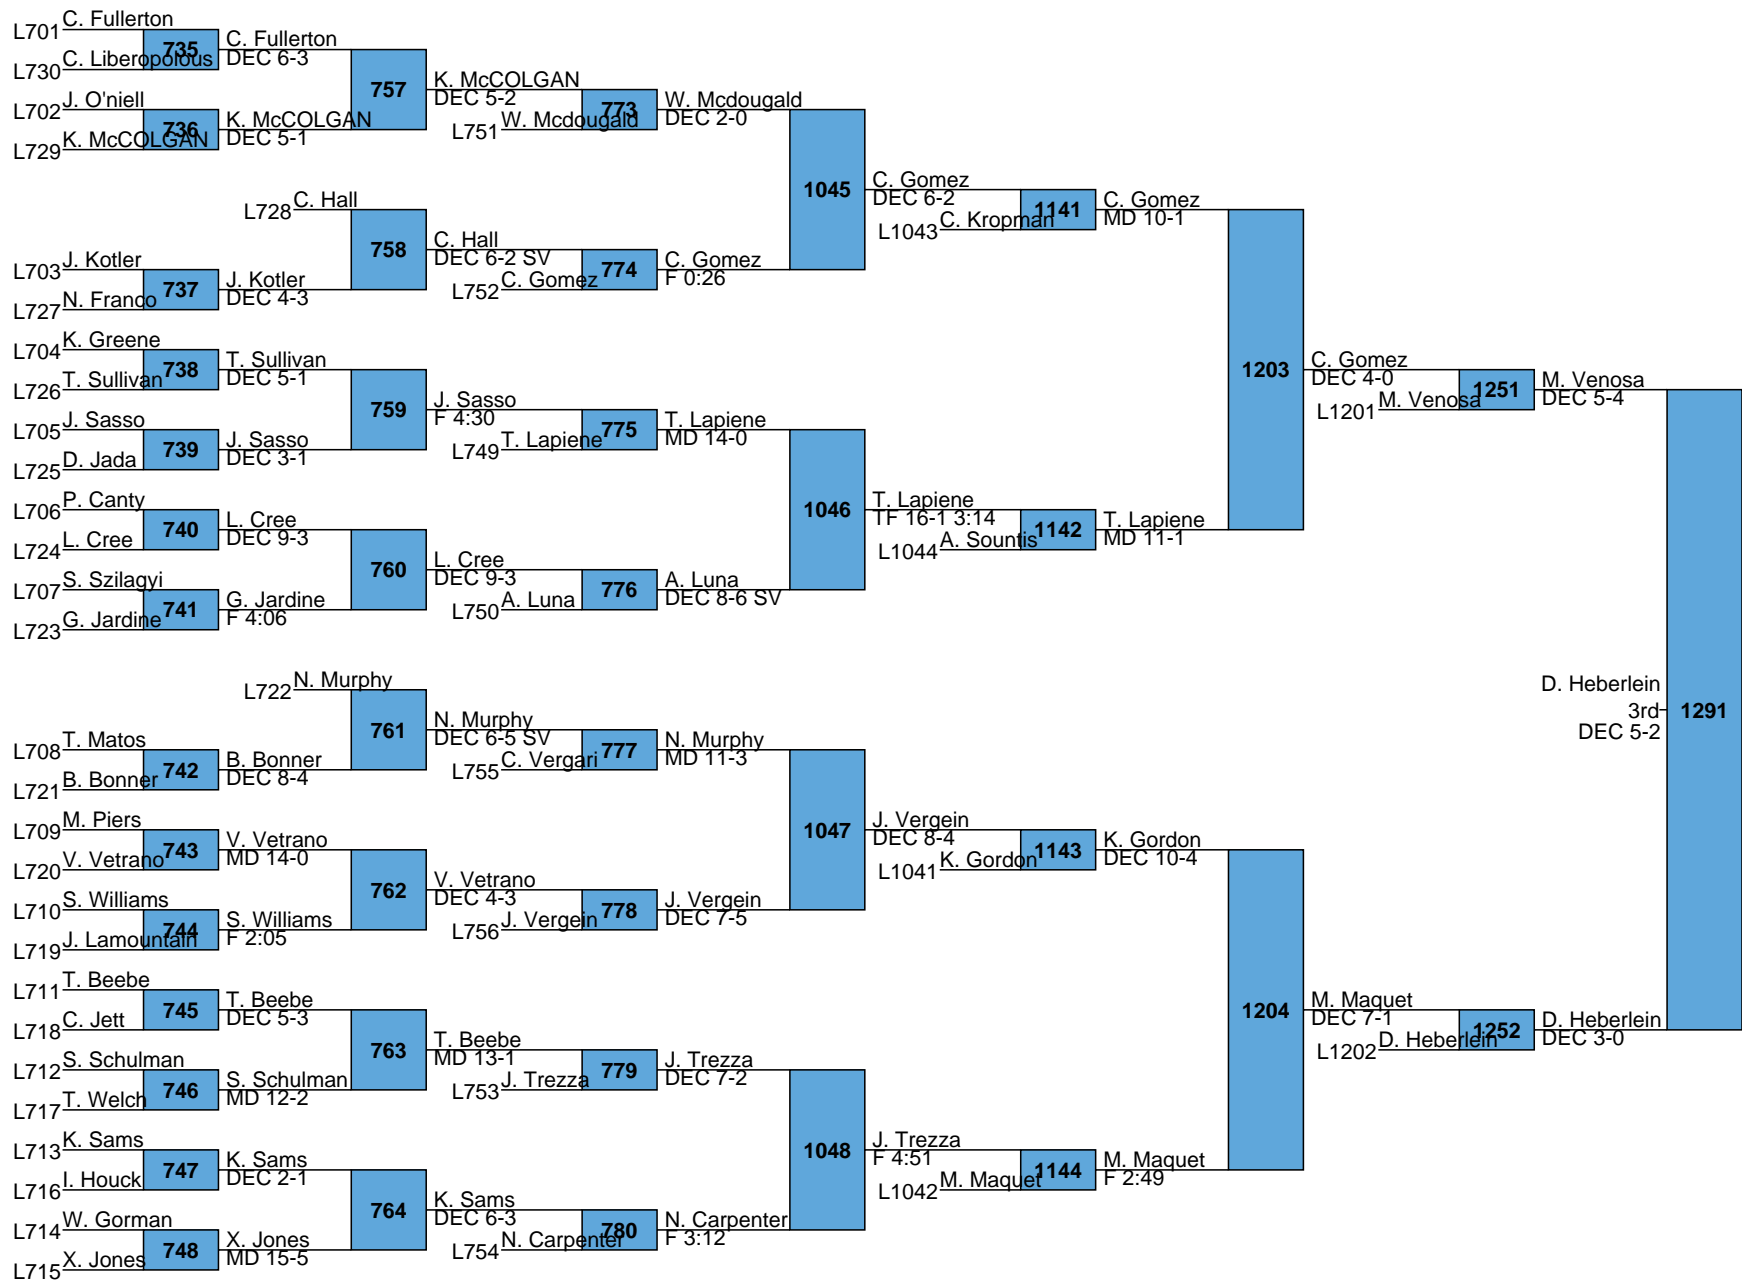 L701 C. Fullerton
L730 C. Liberopolous
735
C. Fullerton
DEC 6-3
L702 J. O'niell
L729 K. McCOLGAN
736
K. McCOLGAN
DEC 5-1
757
K. McCOLGAN
DEC 5-2
L751 W. Mcdougald
773
W. Mcdougald
DEC 2-0
L728 C. Hall
L703 J. Kotler
L727 N. Franco
737
J. Kotler
DEC 4-3
758
C. Hall
DEC 6-2 SV
L752 C. Gomez
774
C. Gomez
F 0:26
1045
C. Gomez
DEC 6-2
L1043 C. Kropman
1141
C. Gomez
MD 10-1
L704 K. Greene
L726 T. Sullivan
738
T. Sullivan
DEC 5-1
L705 J. Sasso
L725 D. Jada
739
J. Sasso
DEC 3-1
759
J. Sasso
F 4:30
L749 T. Lapiene
775
T. Lapiene
MD 14-0
L706 P. Canty
L724 L. Cree
740
L. Cree
DEC 9-3
L707 S. Szilagyi
L723 G. Jardine
741
G. Jardine
F 4:06
760
L. Cree
DEC 9-3
L750 A. Luna
776
A. Luna
DEC 8-6 SV
1046
T. Lapiene
TF 16-1 3:14
L1044 A. Sountis
1142
T. Lapiene
MD 11-1
1203
C. Gomez
DEC 4-0
L1201 M. Venosa
1251
M. Venosa
DEC 5-4
L722 N. Murphy
L708 T. Matos
L721 B. Bonner
742
B. Bonner
DEC 8-4
761
N. Murphy
DEC 6-5 SV
L755 C. Vergari
777
N. Murphy
MD 11-3
L709 M. Piers
L720 V. Vetrano
743
V. Vetrano
MD 14-0
L710 S. Williams
L719 J. Lamountain
744
S. Williams
F 2:05
762
V. Vetrano
DEC 4-3
L756 J. Vergein
778
J. Vergein
DEC 7-5
1047
J. Vergein
DEC 8-4
L1041 K. Gordon
1143
K. Gordon
DEC 10-4
L711 T. Beebe
L718 C. Jett
745
T. Beebe
DEC 5-3
L712 S. Schulman
L717 T. Welch
746
S. Schulman
MD 12-2
763
T. Beebe
MD 13-1
L753 J. Trezza
779
J. Trezza
DEC 7-2
L713 K. Sams
L716 I. Houck
747
K. Sams
DEC 2-1
L714 W. Gorman
L715 X. Jones
748
X. Jones
MD 15-5
764
K. Sams
DEC 6-3
L754 N. Carpenter
780
N. Carpenter
F 3:12
1048
J. Trezza
F 4:51
L1042 M. Maquet
1144
M. Maquet
F 2:49
1204
M. Maquet
DEC 7-1
L1202 D. Heberlein
1252
D. Heberlein
DEC 3-0
D. Heberlein
3rd
DEC 5-2
1291